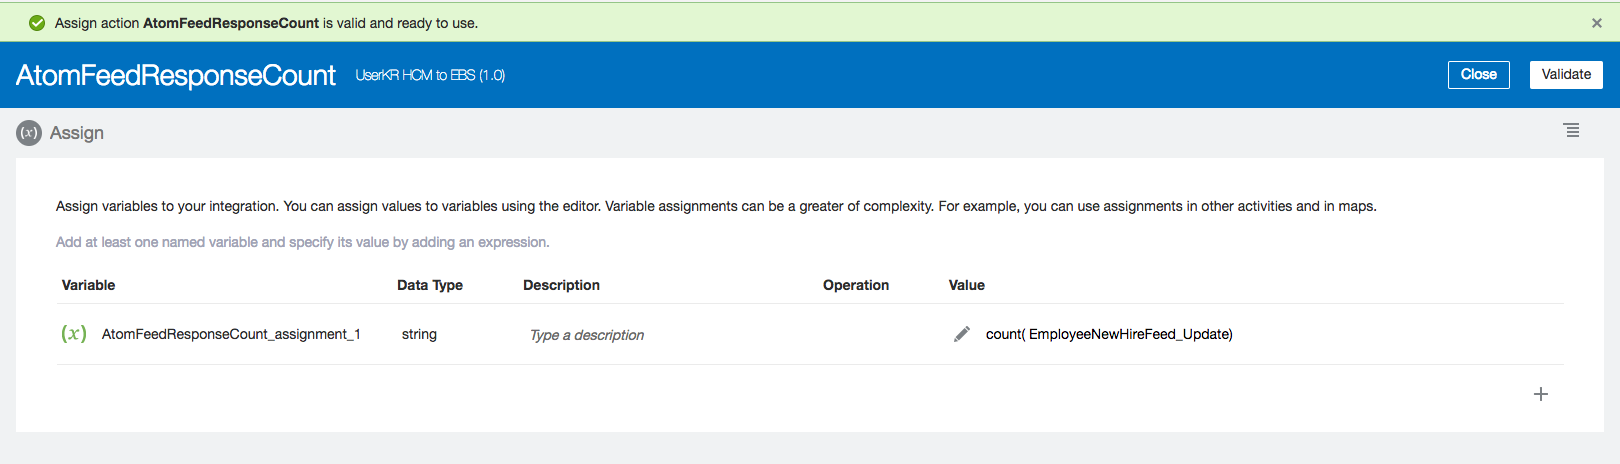 Assign action AtomFeedResponseCount is valid and ready to use.
AtomFeedResponseCount UserKR HCM to EBS (1.0) Close Validate
(x) Assign
Assign variables to your integration. You can assign values to variables using the editor. Variable assignments can be a greater of complexity. For example, you can use assignments in other activities and in maps.
Add at least one named variable and specify its value by adding an expression.
Variable Data Type Description Operation Value
(x) AtomFeedResponseCount_assignment_1 string Type a description count( EmployeeNewHireFeed_Update)